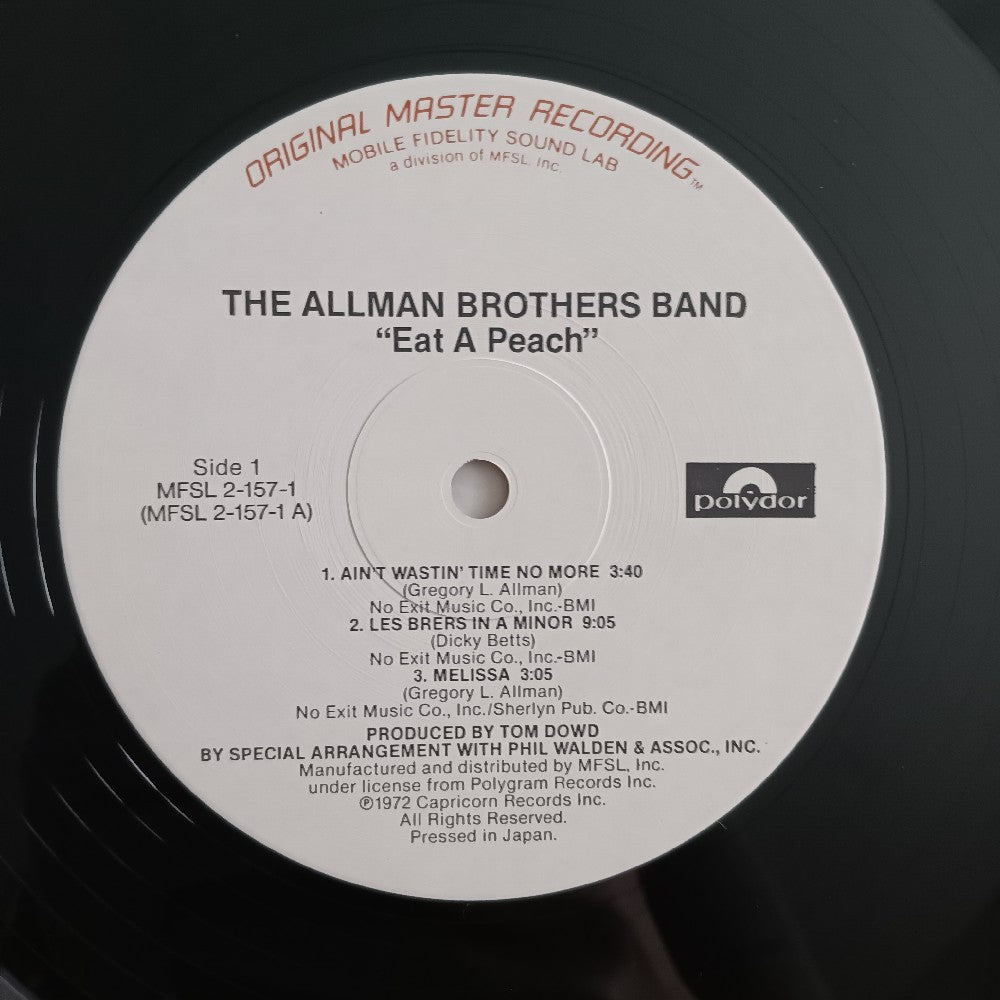 ORIGINAL MASTER RECORDING™
MOBILE FIDELITY SOUND LAB
a division of MFSL, Inc.
THE ALLMAN BROTHERS BAND
“Eat A Peach”
Side 1
MFSL 2-157-1
(MFSL 2-157-1 A)
polydor
1. AIN'T WASTIN' TIME NO MORE 3:40
(Gregory L. Allman)
No Exit Music Co., Inc.-BMI
2. LES BRERS IN A MINOR 9:05
(Dicky Betts)
No Exit Music Co., Inc.-BMI
3. MELISSA 3:05
(Gregory L. Allman)
No Exit Music Co., Inc./Sherlyn Pub. Co.-BMI
PRODUCED BY TOM DOWD
BY SPECIAL ARRANGEMENT WITH PHIL WALDEN & ASSOC., INC.
Manufactured and distributed by MFSL, Inc.
under license from Polygram Records Inc.
℗1972 Capricorn Records Inc.
All Rights Reserved.
Pressed in Japan.